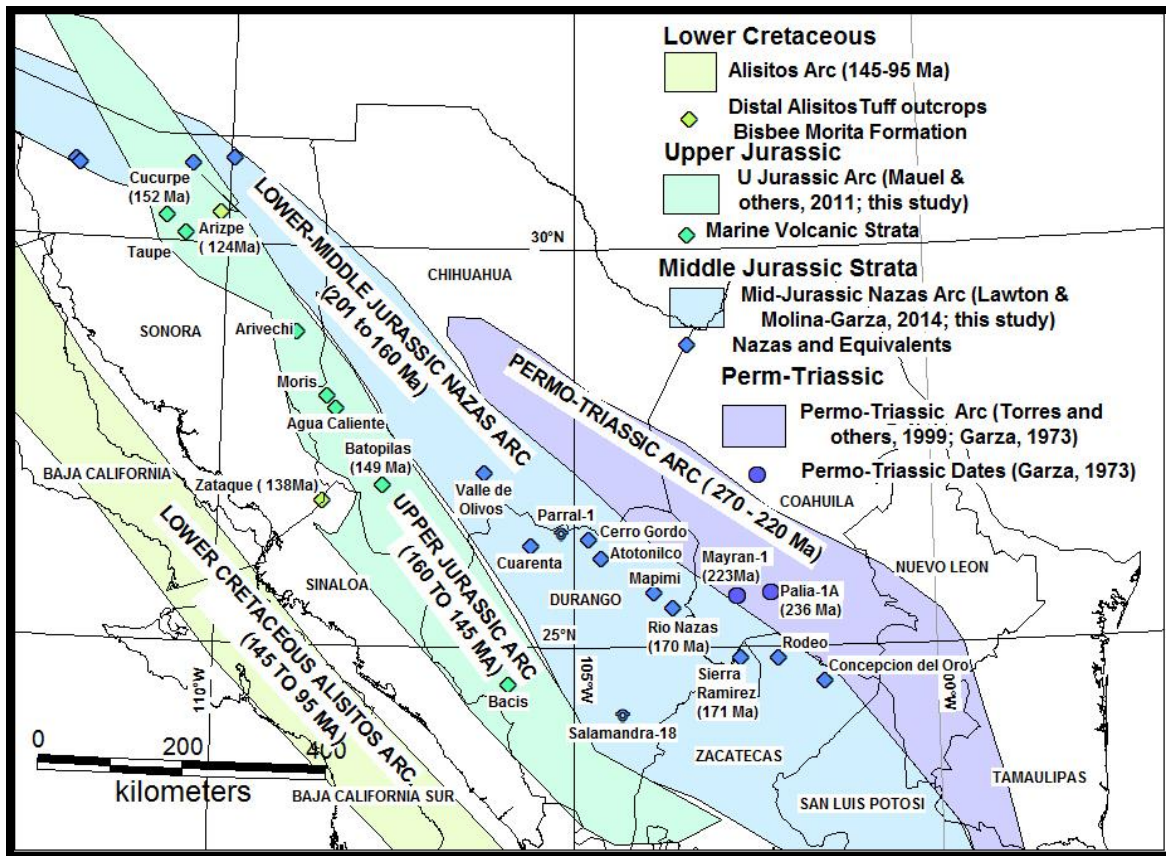 Lower Cretaceous
Alisitos Arc (145-95 Ma)
Distal Alisitos Tuff outcrops
Bisbee Morita Formation
Upper Jurassic
U Jurassic Arc (Mauel &
others, 2011; this study)
Marine Volcanic Strata
Middle Jurassic Strata
Mid-Jurassic Nazas Arc (Lawton &
Molina-Garza, 2014; this study)
Nazas and Equivalents
Perm-Triassic
Permo-Triassic Arc (Torres and
others, 1999; Garza, 1973)
Permo-Triassic Dates (Garza, 1973)
Cucurpe
(152 Ma)
Arizpe
( 124Ma)
Taupe
30°N
CHIHUAHUA
SONORA
Arivechi
LOWER-MIDDLE JURASSIC NAZAS ARC
(201 to 160 Ma)
PERMO-TRIASSIC ARC ( 270 - 220 Ma)
Moris
Agua Caliente
Batopilas
(149 Ma)
BAJA CALIFORNIA
Zataque ( 138Ma)
Valle de
Olivos
COAHUILA
Parral-1
Cerro Gordo
Atotonilco
Cuarenta
Mayran-1
(223Ma)
NUEVO LEON
UPPER JURASSIC ARC
(160 TO 145 MA)
LOWER CRETACEOUS ALISITOS ARC
(145 TO 95 MA)
SINALOA
DURANGO
Mapimi
Palia-1A
(236 Ma)
Rio Nazas
(170 Ma)
25°N
Rodeo
Sierra
Ramirez
(171 Ma)
Concepcion del Oro
110°W
105°W
100°W
Bacis
Salamandra-18
ZACATECAS
0
200
400
kilometers
BAJA CALIFORNIA SUR
SAN LUIS POTOSI
TAMAULIPAS